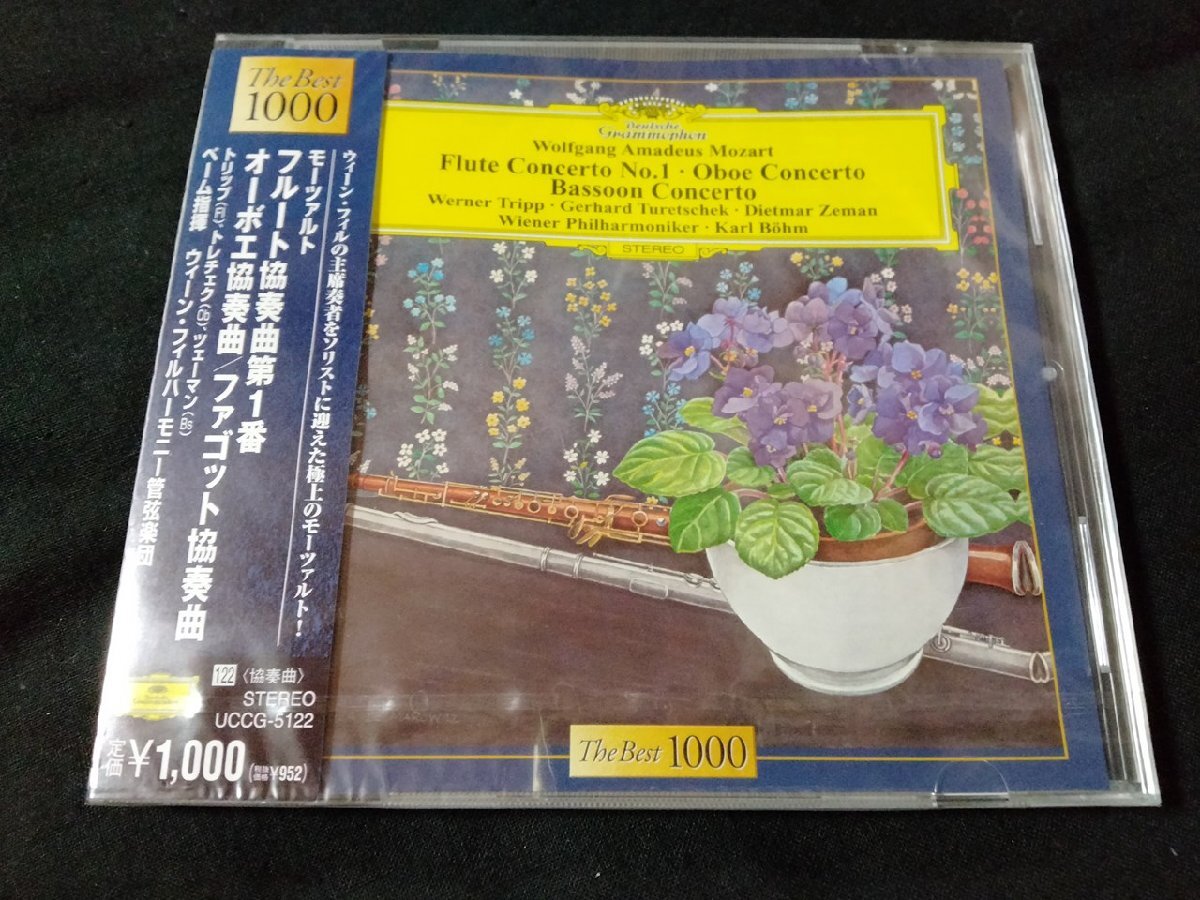 The Best
1000
ウィーン・フィルの主席奏者をソリストに迎えた極上のモーツァルト!
モーツァルト
フルート協奏曲第1番
オーボエ協奏曲/ファゴット協奏曲
トリップ(Fl)、トレチェク(Ob)、ツェーマン(Bs)
ベーム指揮 ウィーン・フィルハーモニー管弦楽団
122〈協奏曲〉
STEREO
UCCG-5122
定価¥1,000(税抜価格¥952)
Deutsche
Grammophon
Wolfgang Amadeus Mozart
Flute Concerto No.1・Oboe Concerto
Bassoon Concerto
Werner Tripp・Gerhard Turetschek・Dietmar Zeman
Wiener Philharmoniker・Karl Böhm
STEREO
The Best 1000